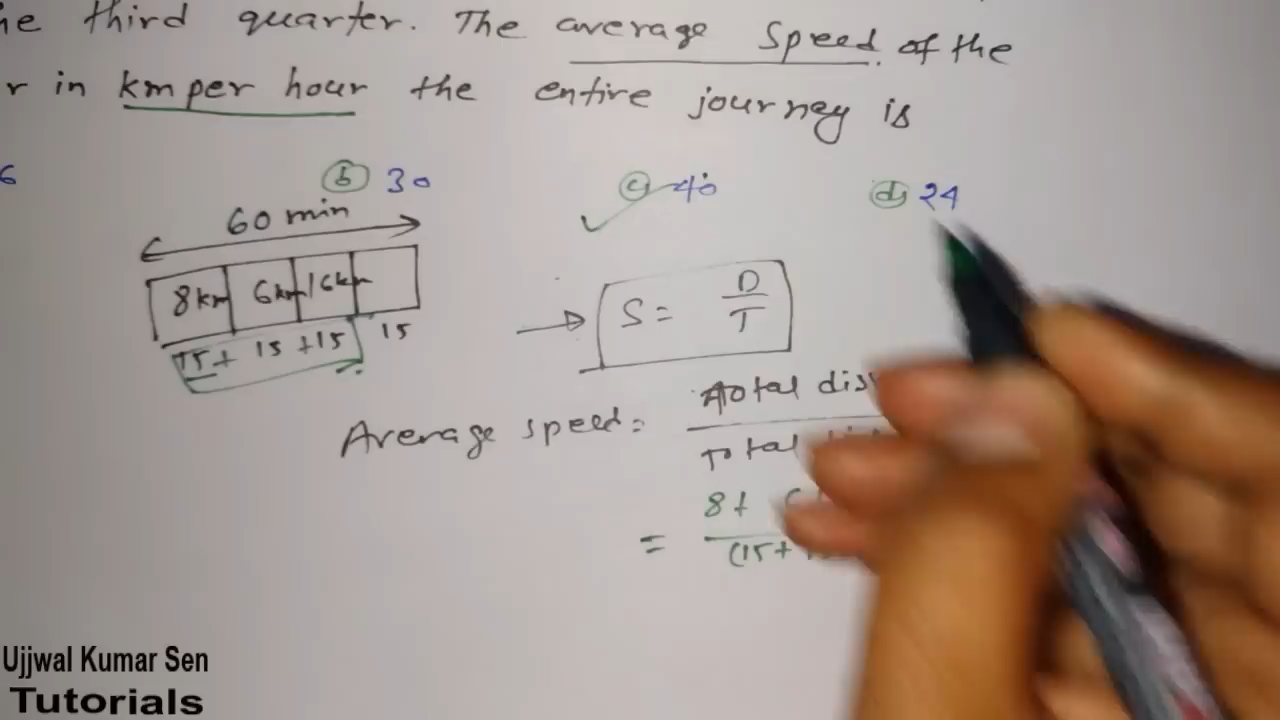 he third quarter. The average Speed of the
r in km per hour the entire journey is
6 (b) 30 (c) 40 (d) 24
60 min
8km 6km 16km
15 + 15 + 15 15
S = D/T
Average speed = Total dis
Total
= 8 +
(15 +
Ujjwal Kumar Sen
Tutorials